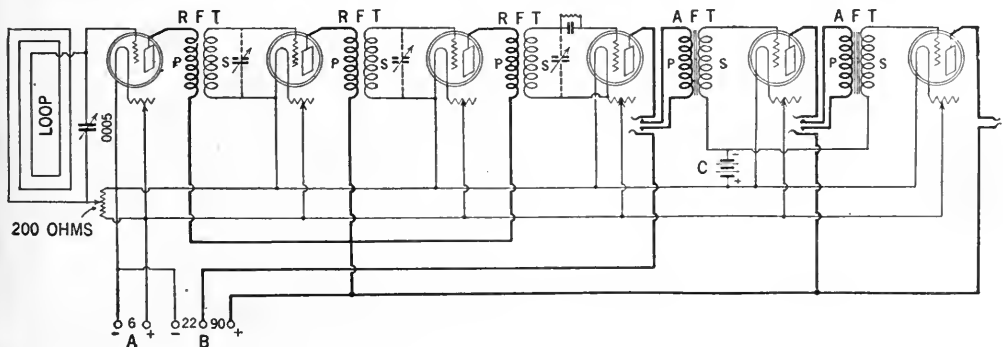 R F T
R F T
R F T
A F T
A F T
P
S
P
S
P
S
P
S
P
S
LOOP
0005
C
-
+
200 OHMS
- 6 + - 22 90 +
A B